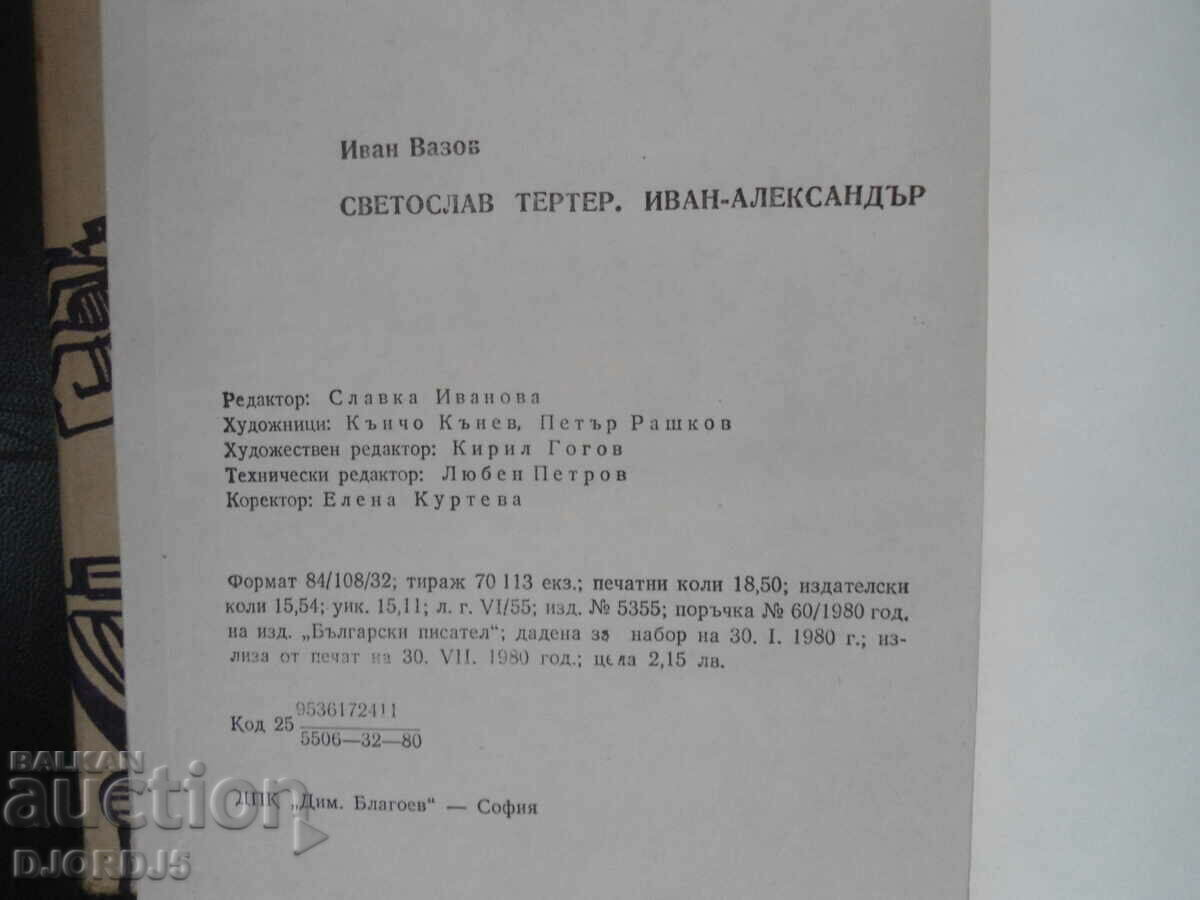 Иван Вазов
СВЕТОСЛАВ ТЕРТЕР. ИВАН-АЛЕКСАНДЪР
Редактор: Славка Иванова
Художници: Кънчо Кънев, Петър Рашков
Художествен редактор: Кирил Гогов
Технически редактор: Любен Петров
Коректор: Елена Куртева
Формат 84/108/32; тираж 70 113 екз.; печатни коли 18,50; издателски
коли 15,54; уик. 15,11; л. г. VI/55; изд. № 5355; поръчка № 60/1980 год.
на изд. „Български писател“; дадена за набор на 30. I. 1980 г.; из-
лиза от печат на 30. VII. 1980 год.; цена 2,15 лв.
9536172411
Код 25
5506—32—80
ДПК „Дим. Благоев“ — София
BALKAN
auction
DJORDJ5